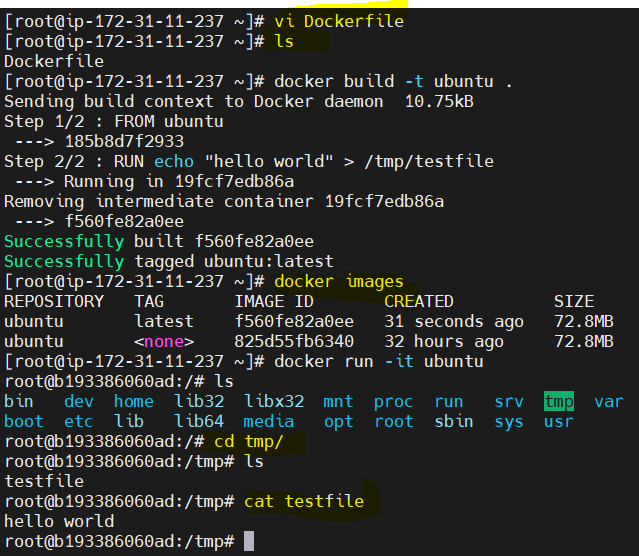 [root@ip-172-31-11-237 ~]# vi Dockerfile
[root@ip-172-31-11-237 ~]# ls
Dockerfile
[root@ip-172-31-11-237 ~]# docker build -t ubuntu .
Sending build context to Docker daemon  10.75kB
Step 1/2 : FROM ubuntu
 ---> 185b8d7f2933
Step 2/2 : RUN echo "hello world" > /tmp/testfile
 ---> Running in 19fcf7edb86a
Removing intermediate container 19fcf7edb86a
 ---> f560fe82a0ee
Successfully built f560fe82a0ee
Successfully tagged ubuntu:latest
[root@ip-172-31-11-237 ~]# docker images
REPOSITORY   TAG       IMAGE ID       CREATED          SIZE
ubuntu       latest    f560fe82a0ee   31 seconds ago   72.8MB
ubuntu       <none>    825d55fb6340   32 hours ago     72.8MB
[root@ip-172-31-11-237 ~]# docker run -it ubuntu
root@b193386060ad:/# ls
bin   dev  home  lib32  libx32  mnt  proc  run   srv  tmp  var
boot  etc  lib   lib64  media   opt  root  sbin  sys  usr
root@b193386060ad:/# cd tmp/
root@b193386060ad:/tmp# ls
testfile
root@b193386060ad:/tmp# cat testfile
hello world
root@b193386060ad:/tmp#